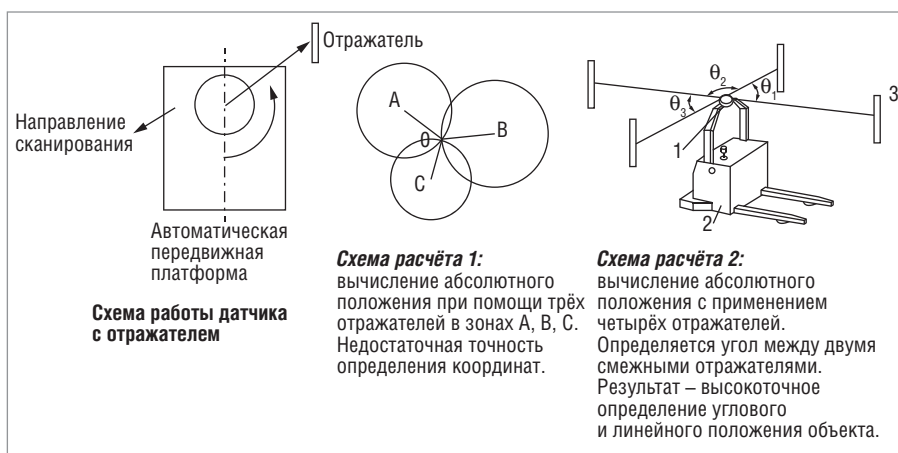 Отражатель
Направление
сканирования
Автоматическая
передвижная
платформа
Схема работы датчика
с отражателем
A
B
0
C
Схема расчёта 1:
вычисление абсолютного
положения при помощи трёх
отражателей в зонах A, B, C.
Недостаточная точность
определения координат.
θ2
θ1
θ3
3
1
2
Схема расчёта 2:
вычисление абсолютного
положения с применением
четырёх отражателей.
Определяется угол между двумя
смежными отражателями.
Результат – высокоточное
определение углового
и линейного положения объекта.